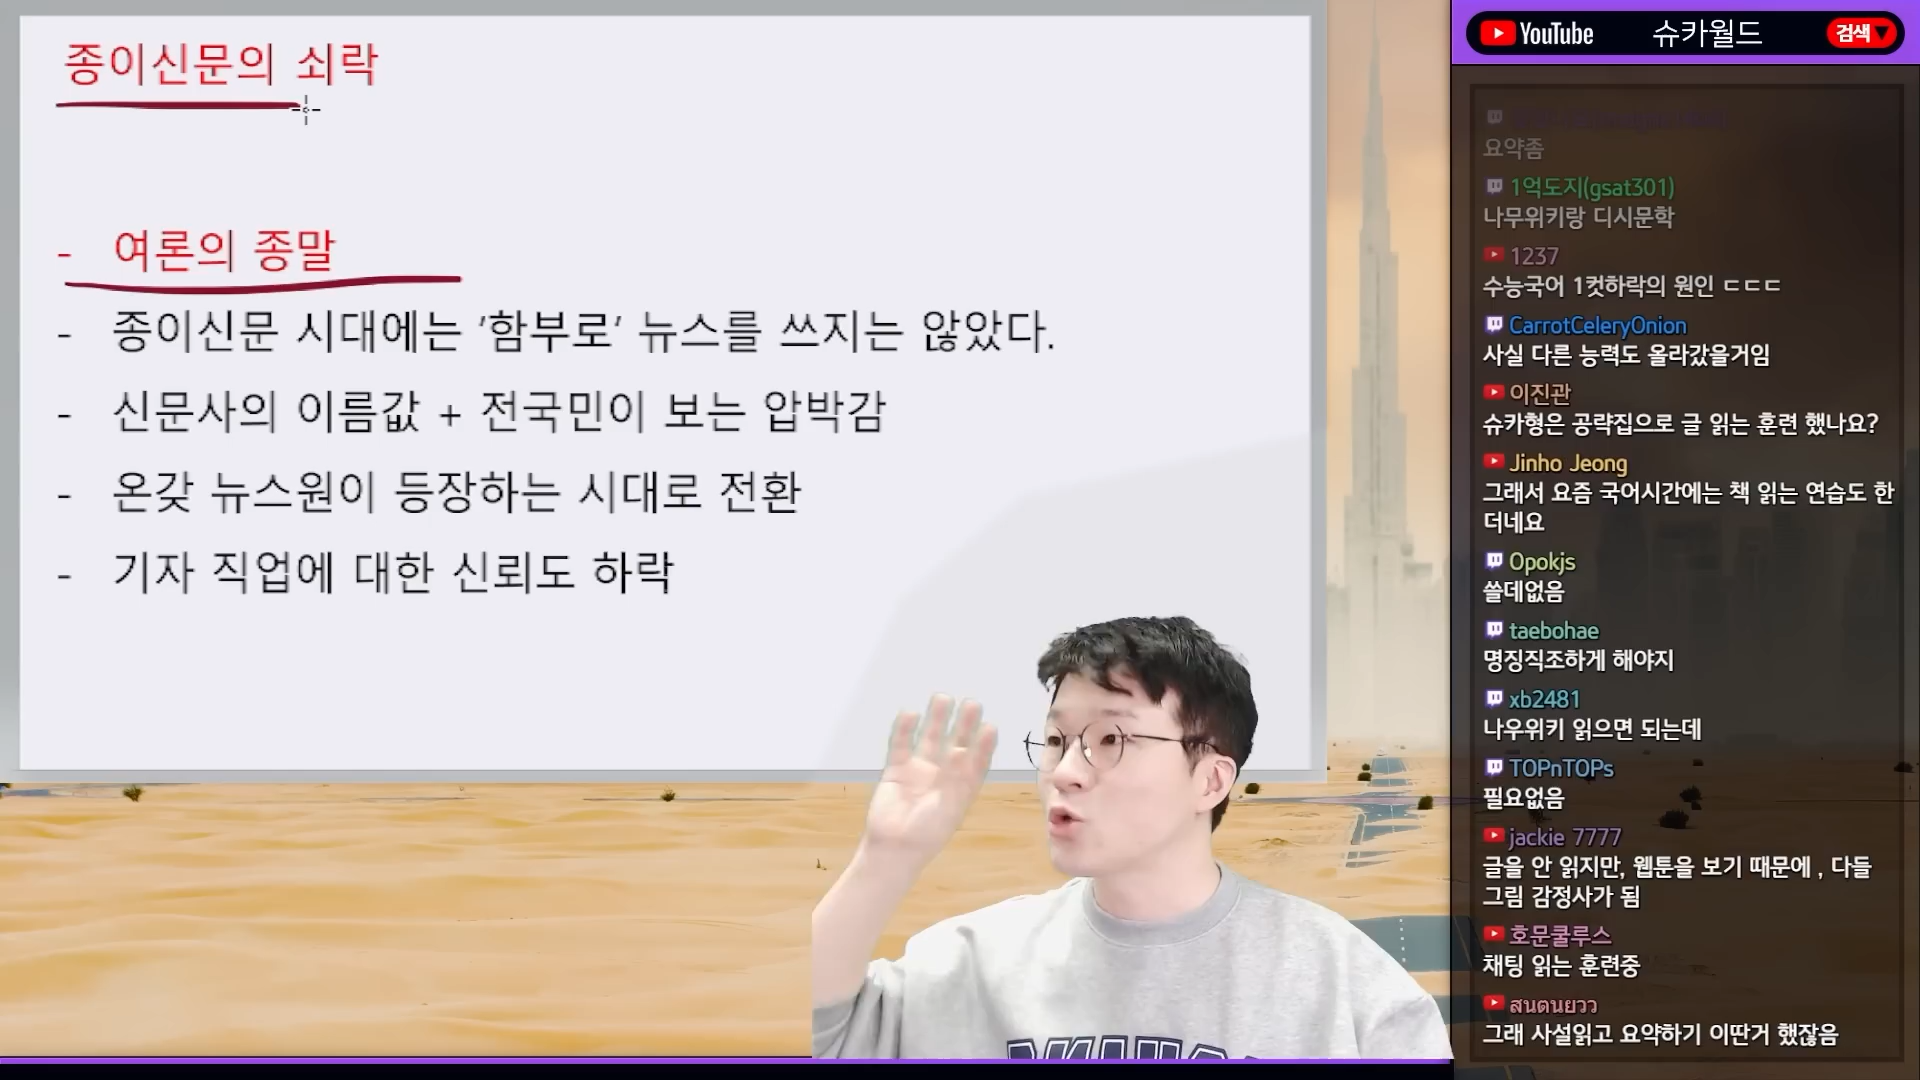 종이신문의 쇠락
- 여론의 종말
- 종이신문 시대에는 '함부로' 뉴스를 쓰지는 않았다.
- 신문사의 이름값 + 전국민이 보는 압박감
- 온갖 뉴스원이 등장하는 시대로 전환
- 기자 직업에 대한 신뢰도 하락
YouTube 슈카월드 검색
요약좀
1억도지(gsat301)
나무위키랑 디시문학
1237
수능국어 1컷하락의 원인 ㄷㄷㄷ
CarrotCeleryOnion
사실 다른 능력도 올라갔을거임
이진관
슈카형은 공략집으로 글 읽는 훈련 했나요?
Jinho Jeong
그래서 요즘 국어시간에는 책 읽는 연습도 한
더네요
Opokjs
쓸데없음
taebohae
명징직조하게 해야지
xb2481
나우위키 읽으면 되는데
TOPnTOPs
필요없음
jackie 7777
글을 안 읽지만, 웹툰을 보기 때문에 , 다들
그림 감정사가 됨
호문쿨루스
채팅 읽는 훈련중
สนตนยวว
그래 사설읽고 요약하기 이딴거 했잖음